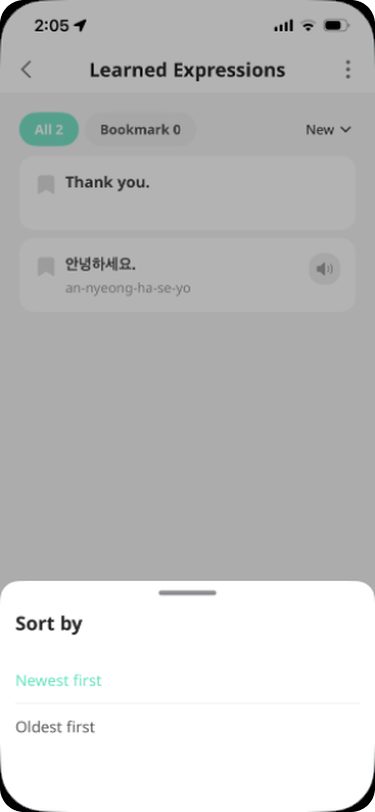 2:05
Learned Expressions
All 2
Bookmark 0
New
Thank you.
안녕하세요.
an-nyeong-ha-se-yo
Sort by
Newest first
Oldest first